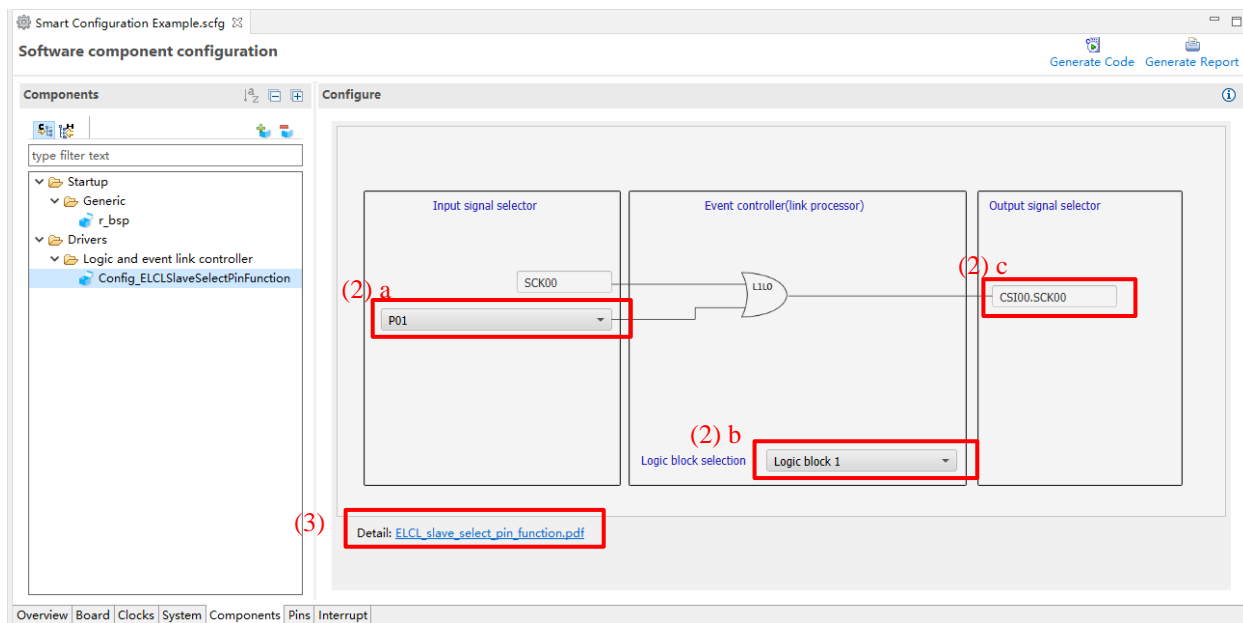 Smart Configuration Example.scfg
Software component configuration
Generate Code Generate Report
Components
Configure
type filter text
Startup
Generic
r_bsp
Drivers
Logic and event link controller
Config_ELCLSlaveSelectPinFunction
Input signal selector
Event controller(link processor)
Output signal selector
(2) a
SCK00
P01
L1L0
(2) c
CSI00.SCK00
(2) b
Logic block selection
Logic block 1
(3)
Detail: ELCL_slave_select_pin_function.pdf
Overview Board Clocks System Components Pins Interrupt